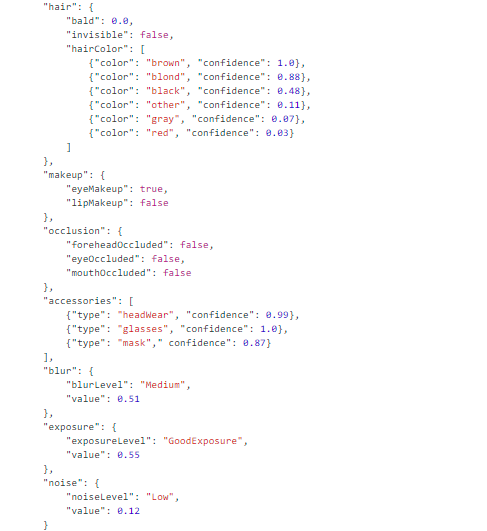 "hair": {
"bald": 0.0,
"invisible": false,
"hairColor": [
{"color": "brown", "confidence": 1.0},
{"color": "blond", "confidence": 0.88},
{"color": "black", "confidence": 0.48},
{"color": "other", "confidence": 0.11},
{"color": "gray", "confidence": 0.07},
{"color": "red", "confidence": 0.03}
]
},
"makeup": {
"eyeMakeup": true,
"lipMakeup": false
},
"occlusion": {
"foreheadOccluded": false,
"eyeOccluded": false,
"mouthOccluded": false
},
"accessories": [
{"type": "headWear", "confidence": 0.99},
{"type": "glasses", "confidence": 1.0},
{"type": "mask"," confidence": 0.87}
],
"blur": {
"blurLevel": "Medium",
"value": 0.51
},
"exposure": {
"exposureLevel": "GoodExposure",
"value": 0.55
},
"noise": {
"noiseLevel": "Low",
"value": 0.12
}